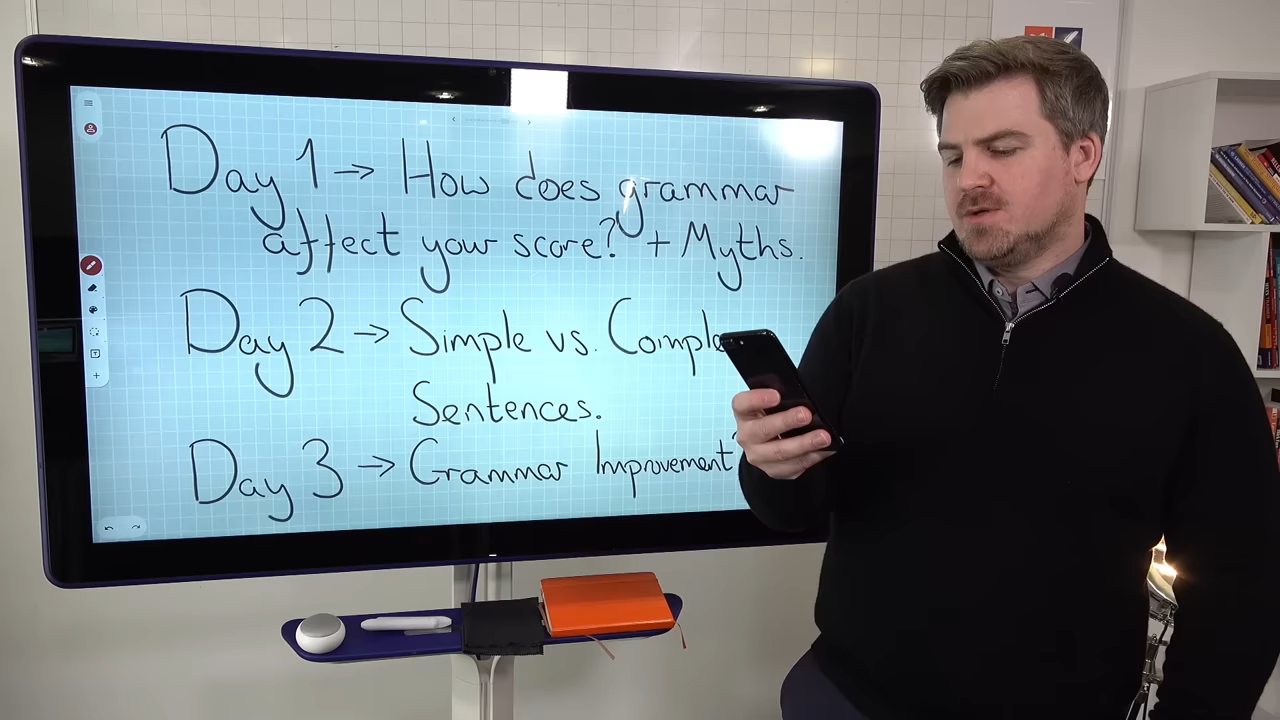 Day 1 → How does grammar
affect your score? + Myths.
Day 2 → Simple vs.
Sentences.
Day 3 → Grammar Improvement